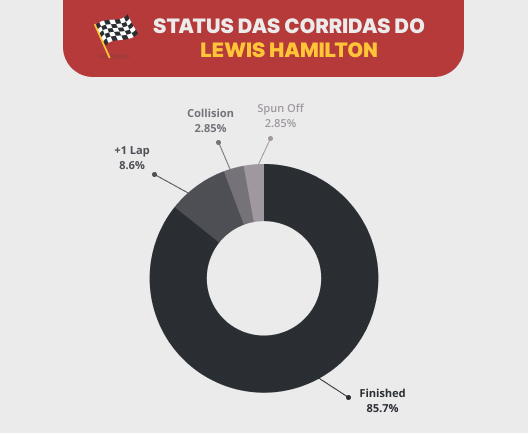 STATUS DAS CORRIDAS DO
LEWIS HAMILTON
Spun Off
2.85%
Collision
2.85%
+1 Lap
8.6%
Finished
85.7%